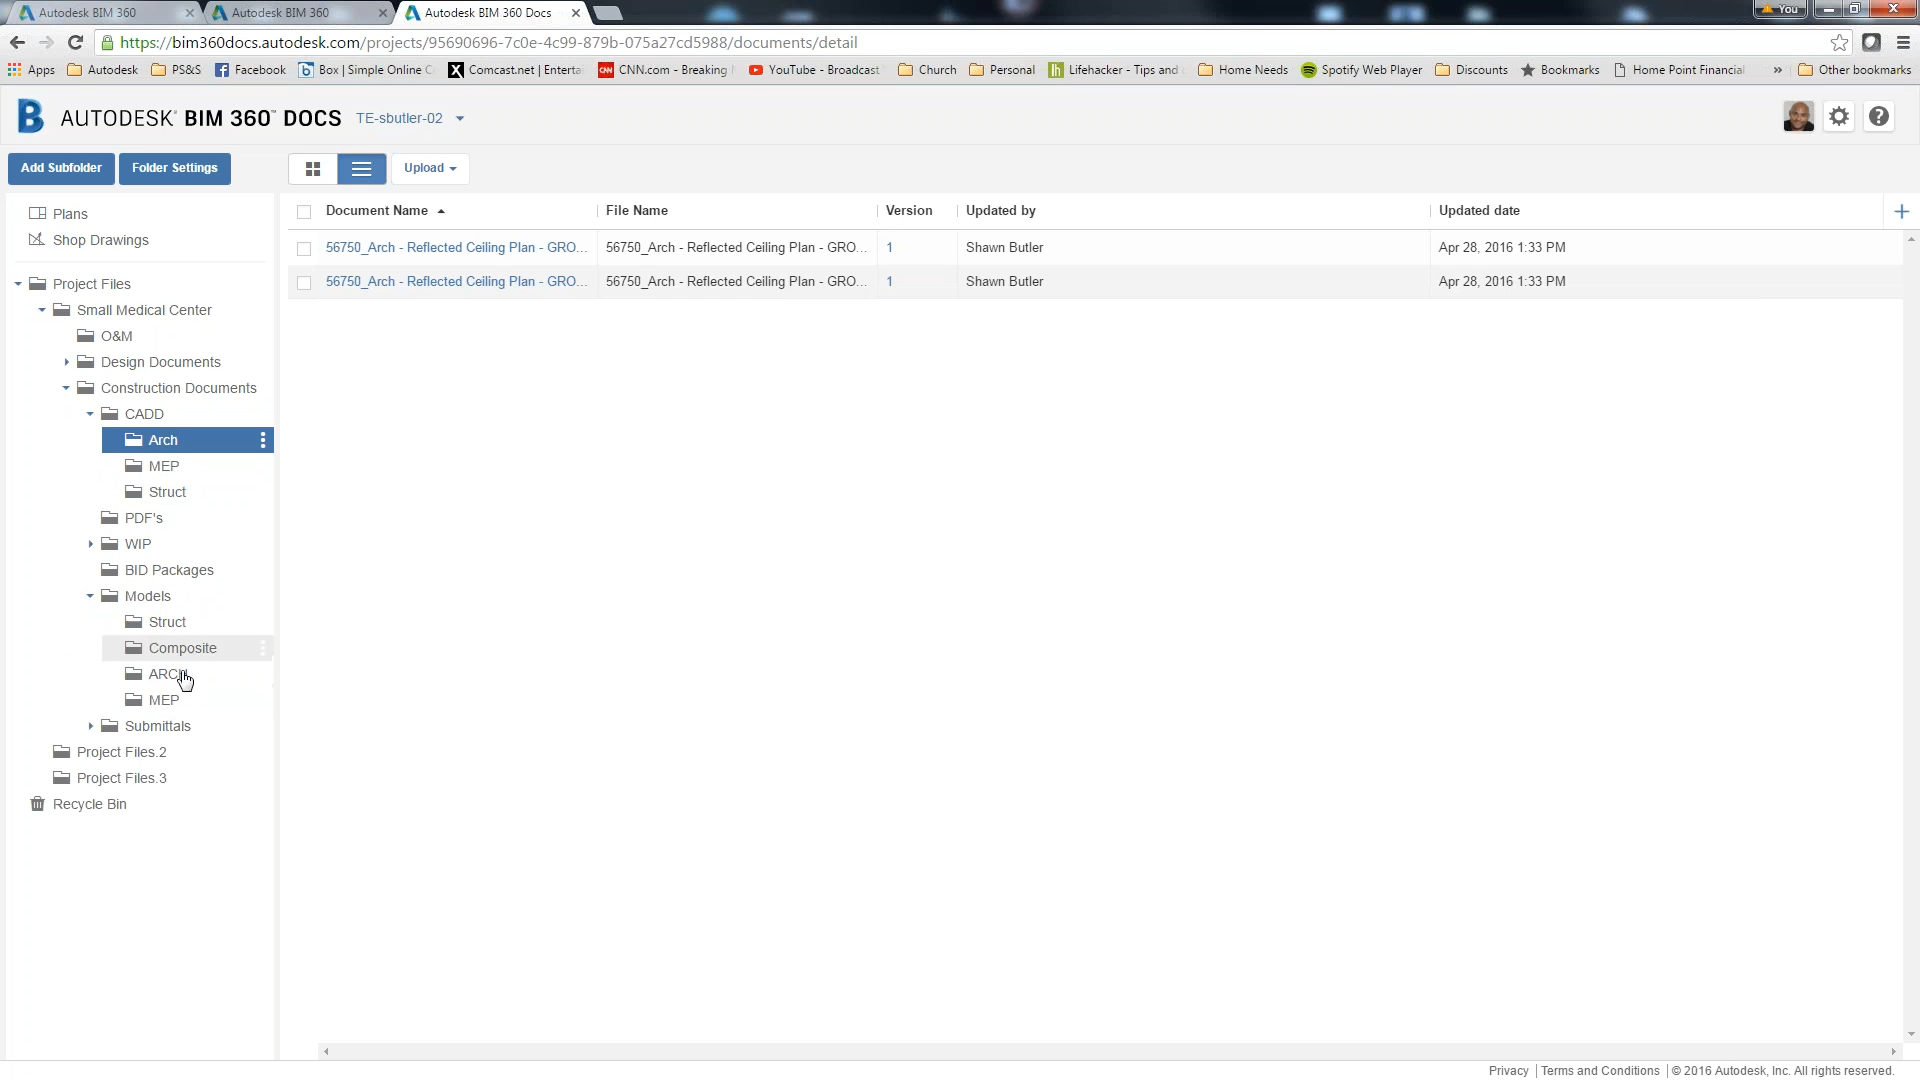 Autodesk BIM 360
Autodesk BIM 360
Autodesk BIM 360 Docs
You
https://bim360docs.autodesk.com/projects/95690696-7c0e-4c99-879b-075a27cd5988/documents/detail
Apps Autodesk PS&S Facebook Box | Simple Online C Comcast.net | Enterta CNN.com - Breaking YouTube - Broadcast Church Personal Lifehacker - Tips and Home Needs Spotify Web Player Discounts Bookmarks Home Point Financial » Other bookmarks
AUTODESK® BIM 360™ DOCS TE-sbutler-02
Add Subfolder Folder Settings Upload
Document Name File Name Version Updated by Updated date
56750_Arch - Reflected Ceiling Plan - GRO... 56750_Arch - Reflected Ceiling Plan - GRO... 1 Shawn Butler Apr 28, 2016 1:33 PM
56750_Arch - Reflected Ceiling Plan - GRO... 56750_Arch - Reflected Ceiling Plan - GRO... 1 Shawn Butler Apr 28, 2016 1:33 PM
Plans
Shop Drawings
Project Files
Small Medical Center
O&M
Design Documents
Construction Documents
CADD
Arch
MEP
Struct
PDF's
WIP
BID Packages
Models
Struct
Composite
ARCH
MEP
Submittals
Project Files.2
Project Files.3
Recycle Bin
Privacy | Terms and Conditions | © 2016 Autodesk, Inc. All rights reserved.